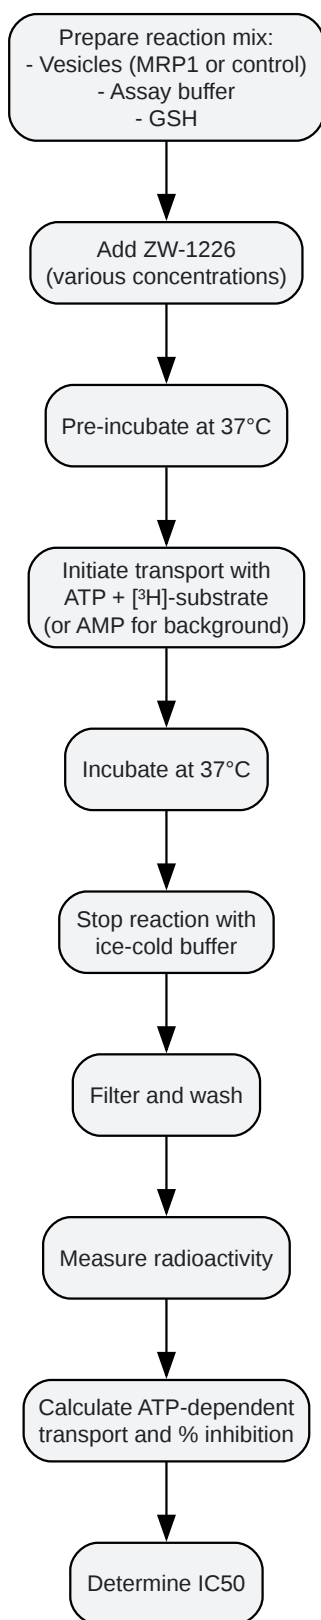 Prepare reaction mix:
- Vesicles (MRP1 or control)
- Assay buffer
- GSH
Add ZW-1226
(various concentrations)
Pre-incubate at 37°C
Initiate transport with
ATP + [³H]-substrate
(or AMP for background)
Incubate at 37°C
Stop reaction with
ice-cold buffer
Filter and wash
Measure radioactivity
Calculate ATP-dependent
transport and % inhibition
Determine IC50